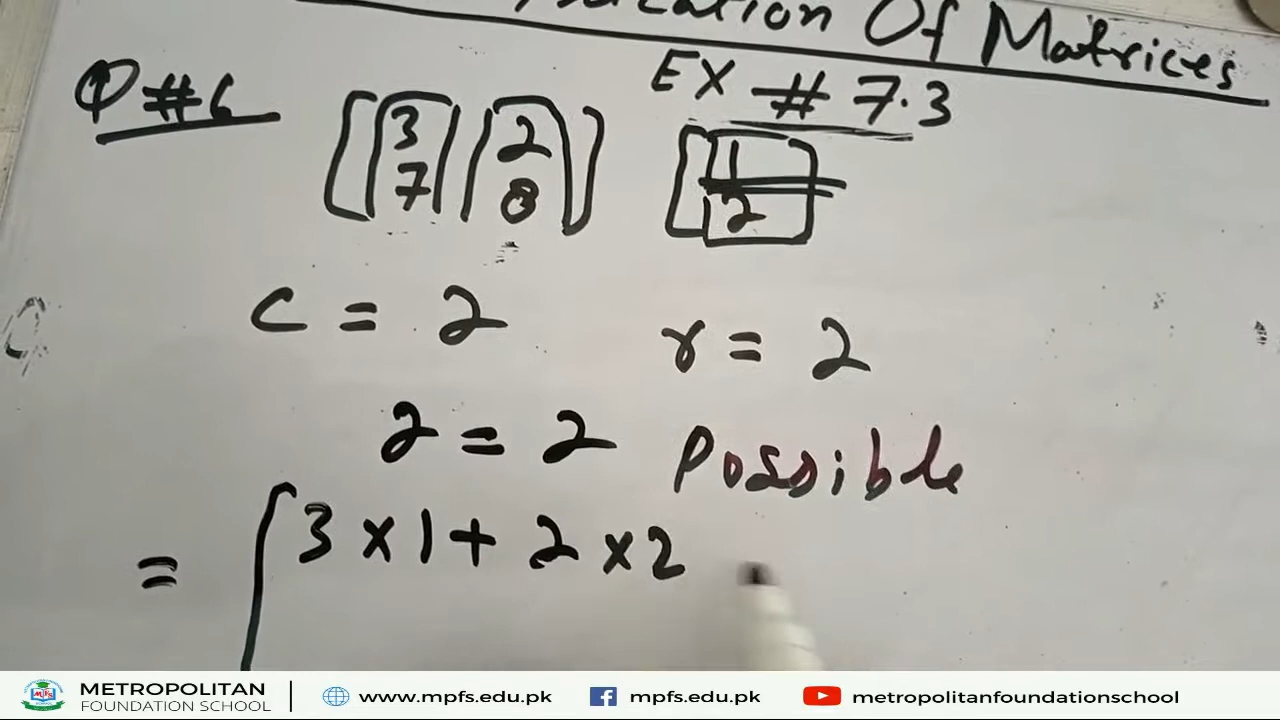 Of Matrices
Q#6
EX # 7.3
[3 2
7 8] [1
2]
c = 2
r = 2
2 = 2 Possible
= [3 × 1 + 2 × 2
METROPOLITAN
FOUNDATION SCHOOL
www.mpfs.edu.pk
mpfs.edu.pk
metropolitanfoundationschool